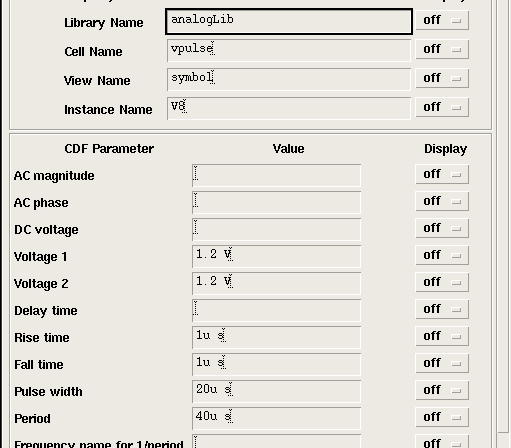 Library Name analogLib off
Cell Name vpulse off
View Name symbol off
Instance Name V8 off
CDF Parameter Value Display
AC magnitude off
AC phase off
DC voltage off
Voltage 1 1.2 V off
Voltage 2 1.2 V off
Delay time off
Rise time 1u s off
Fall time 1u s off
Pulse width 20u s off
Period 40u s off
Frequency name for 1/period off